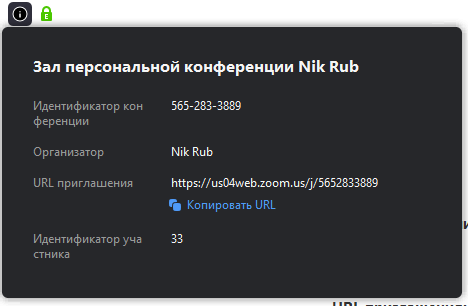 Зал персональной конференции Nik Rub
Идентификатор кон
ференции
565-283-3889
Организатор
Nik Rub
URL приглашения
https://us04web.zoom.us/j/5652833889
Копировать URL
Идентификатор уча
стника
33